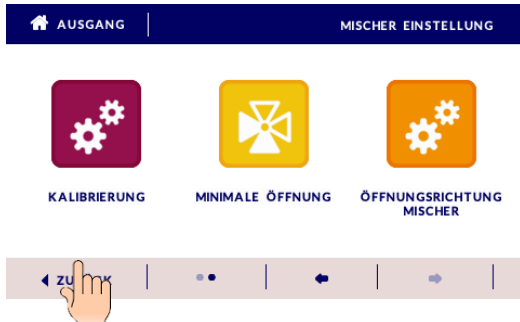 AUSGANG
MISCHER EINSTELLUNG
KALIBRIERUNG
MINIMALE ÖFFNUNG
ÖFFNUNGSRICHTUNG
MISCHER